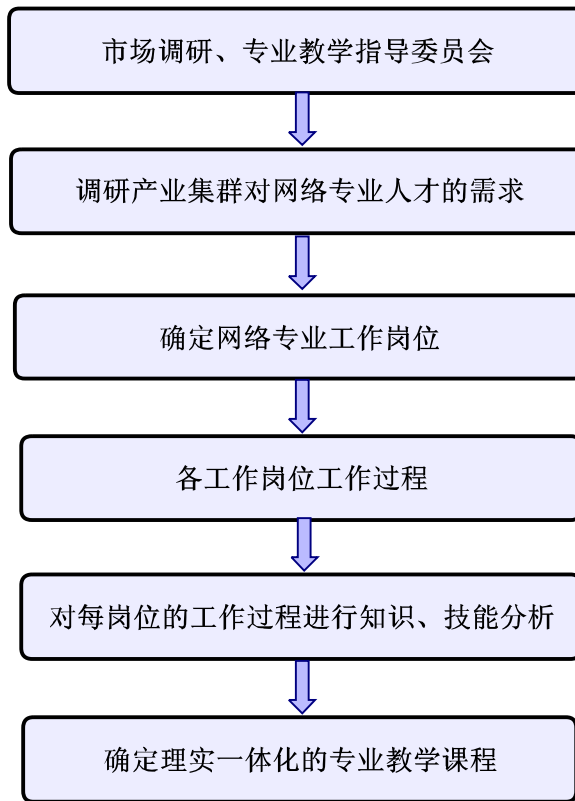 市场调研、专业教学指导委员会
调研产业集群对网络专业人才的需求
确定网络专业工作岗位
各工作岗位工作过程
对每岗位的工作过程进行知识、技能分析
确定理实一体化的专业教学课程